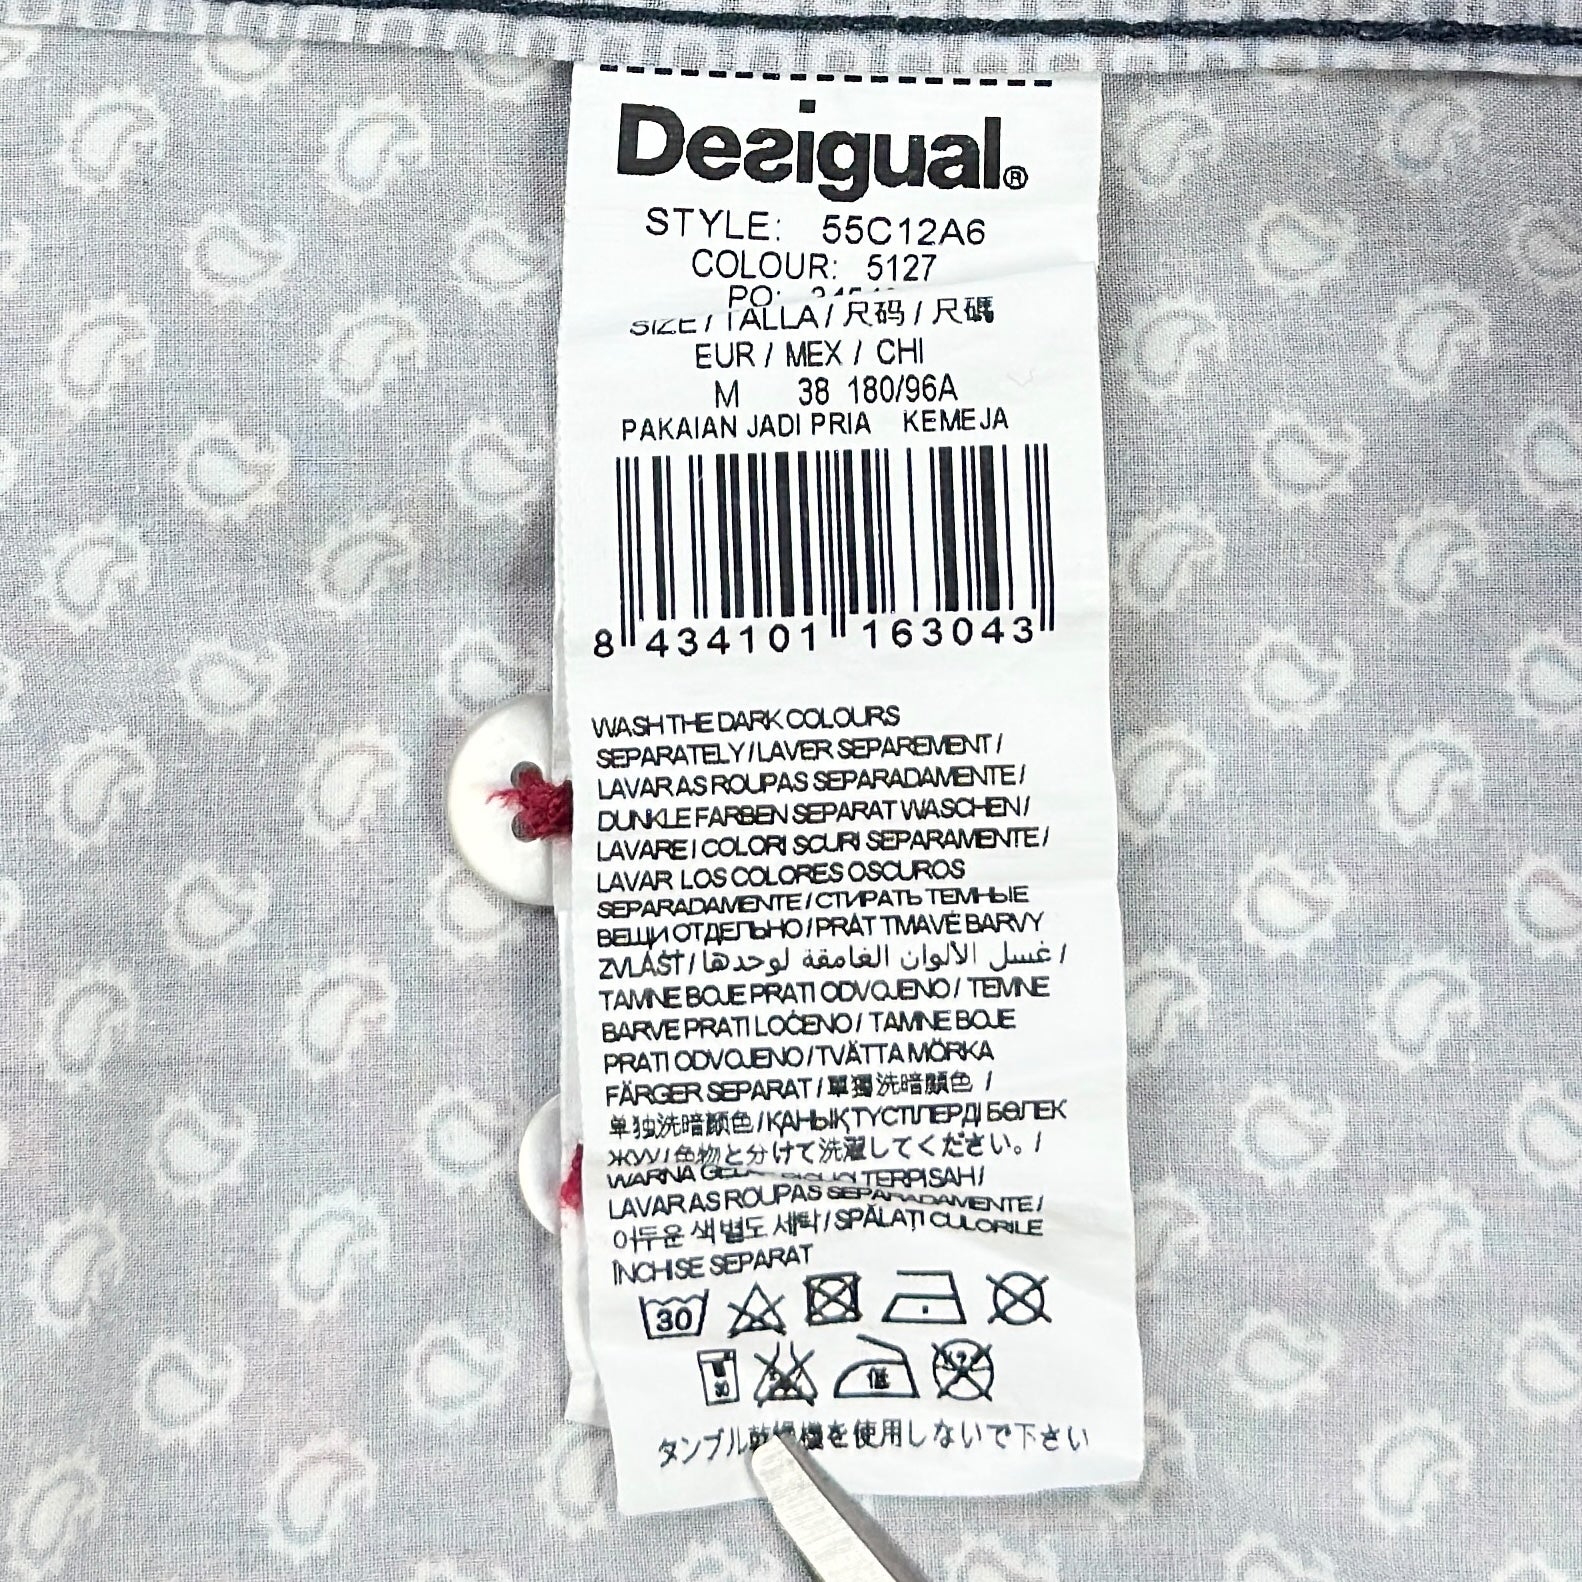 Desigual®
STYLE: 55C12A6
COLOUR: 5127
PO:
SIZE / TALLA / 尺码 / 尺碼
EUR / MEX / CHI
M 38 180/96A
PAKAIAN JADI PRIA KEMEJA
8 434101 163043
WASH THE DARK COLOURS
SEPARATELY / LAVER SEPAREMENT /
LAVAR AS ROUPAS SEPARADAMENTE /
DUNKLE FARBEN SEPARAT WASCHEN /
LAVARE I COLORI SCURI SEPARAMENTE /
LAVAR LOS COLORES OSCUROS
SEPARADAMENTE / СТИРАТЬ ТЕМНЫЕ
ВЕЩИ ОТДЕЛЬНО / PRÁT TMAVÉ BARVY
ZVLÁŠŤ / غسل الألوان الغامقة لوحدها /
TAMNE BOJE PRATI ODVOJENO / TEMNE
BARVE PRATI LOČENO / TAMNE BOJE
PRATI ODVOJENO / TVÄTTA MÖRKA
FÄRGER SEPARAT / 單獨洗暗顏色 /
单独洗暗颜色 / ҚАНЫҚ ТҮСТІЛЕРДІ БӨЛЕК
ЖУУ / 色物と分けて洗濯してください。/
WARNA TERPISAH /
LAVAR AS ROUPAS SEPARADAMENTE /
어두운 색 별도 세탁 / SPĂLAȚI CULORILE
ÎNCHISE SEPARAT
30
30 低
タンブル乾燥機を使用しないで下さい